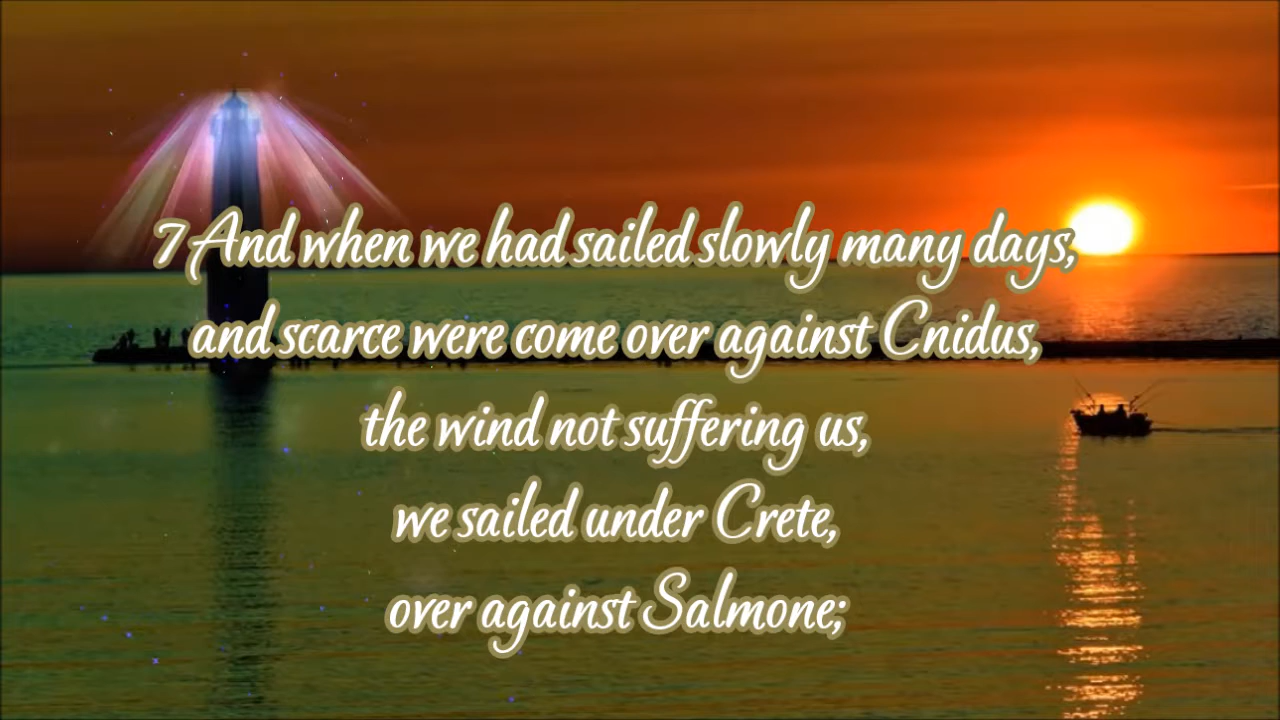 7 And when we had sailed slowly many days,
and scarce were come over against Cnidus,
the wind not suffering us,
we sailed under Crete,
over against Salmone;